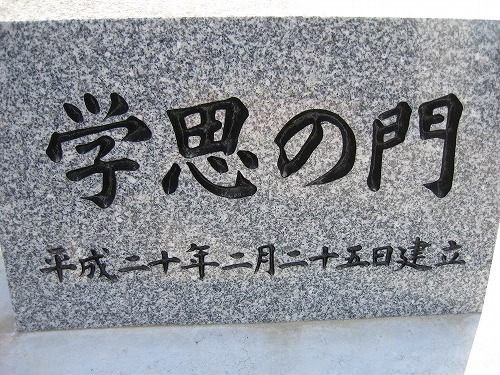 学思の門
平成二十年二月二十五日建立